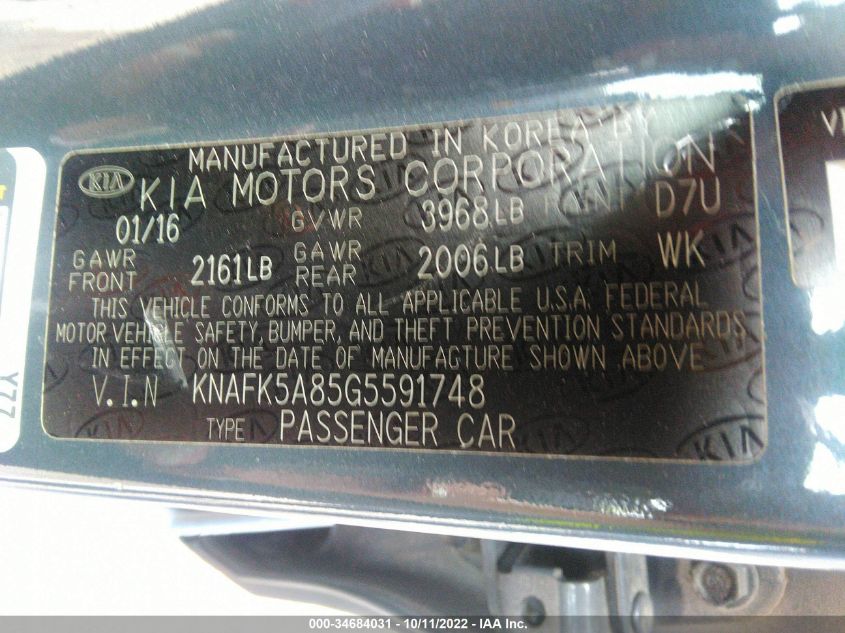 MANUFACTURED IN KOREA BY
KIA KIA MOTORS CORPORATION
01/16 GVWR 3968LB D7U
GAWR FRONT 2161LB GAWR REAR 2006LB TRIM WK
THIS VEHICLE CONFORMS TO ALL APPLICABLE U.S.A. FEDERAL
MOTOR VEHICLE SAFETY, BUMPER, AND THEFT PREVENTION STANDARDS
IN EFFECT ON THE DATE OF MANUFACTURE SHOWN ABOVE
V.I.N KNAFK5A85G5591748
TYPE PASSENGER CAR
KIA
Y77
000-34684031 - 10/11/2022 - IAA Inc.